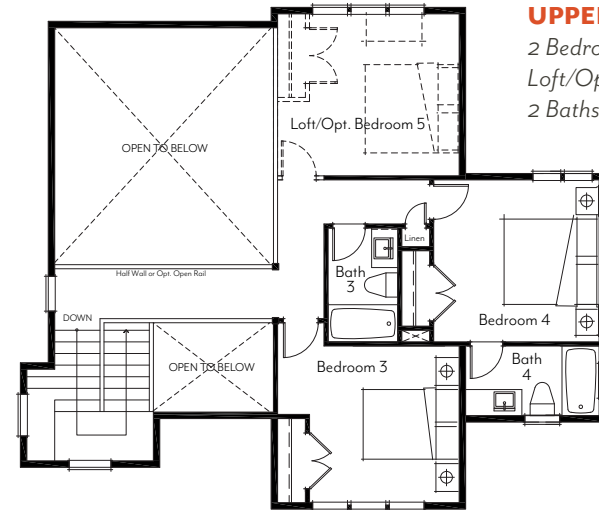 UPPE
2 Bedro
Loft/Op
2 Baths
Loft/Opt. Bedroom 5
OPEN TO BELOW
Linen
Half Wall or Opt. Open Rail
Bath
3
DOWN
Bedroom 4
OPEN TO BELOW
Bedroom 3
Bath
4